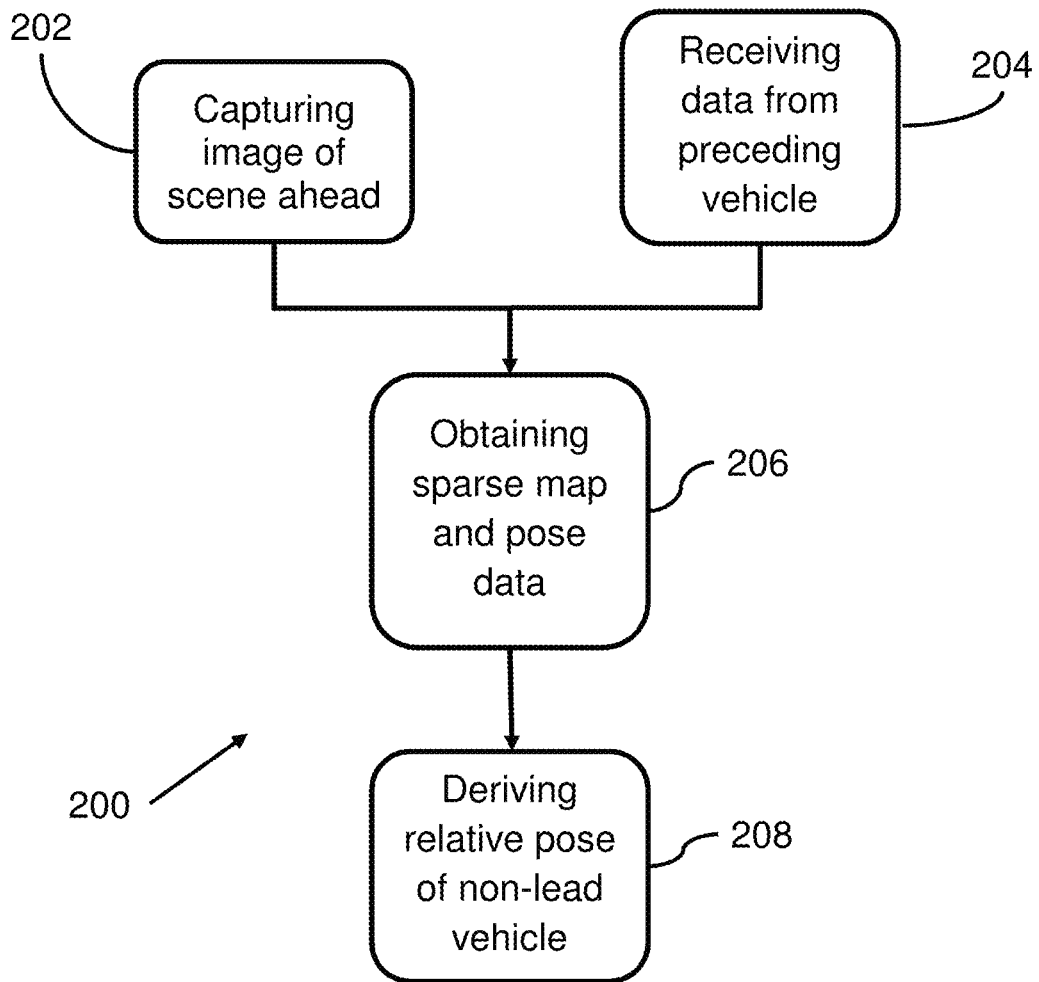 202
Capturing
image of
scene ahead
Receiving
data from
preceding
vehicle
204
Obtaining
sparse map
and pose
data
206
200
Deriving
relative pose
of non-lead
vehicle
208